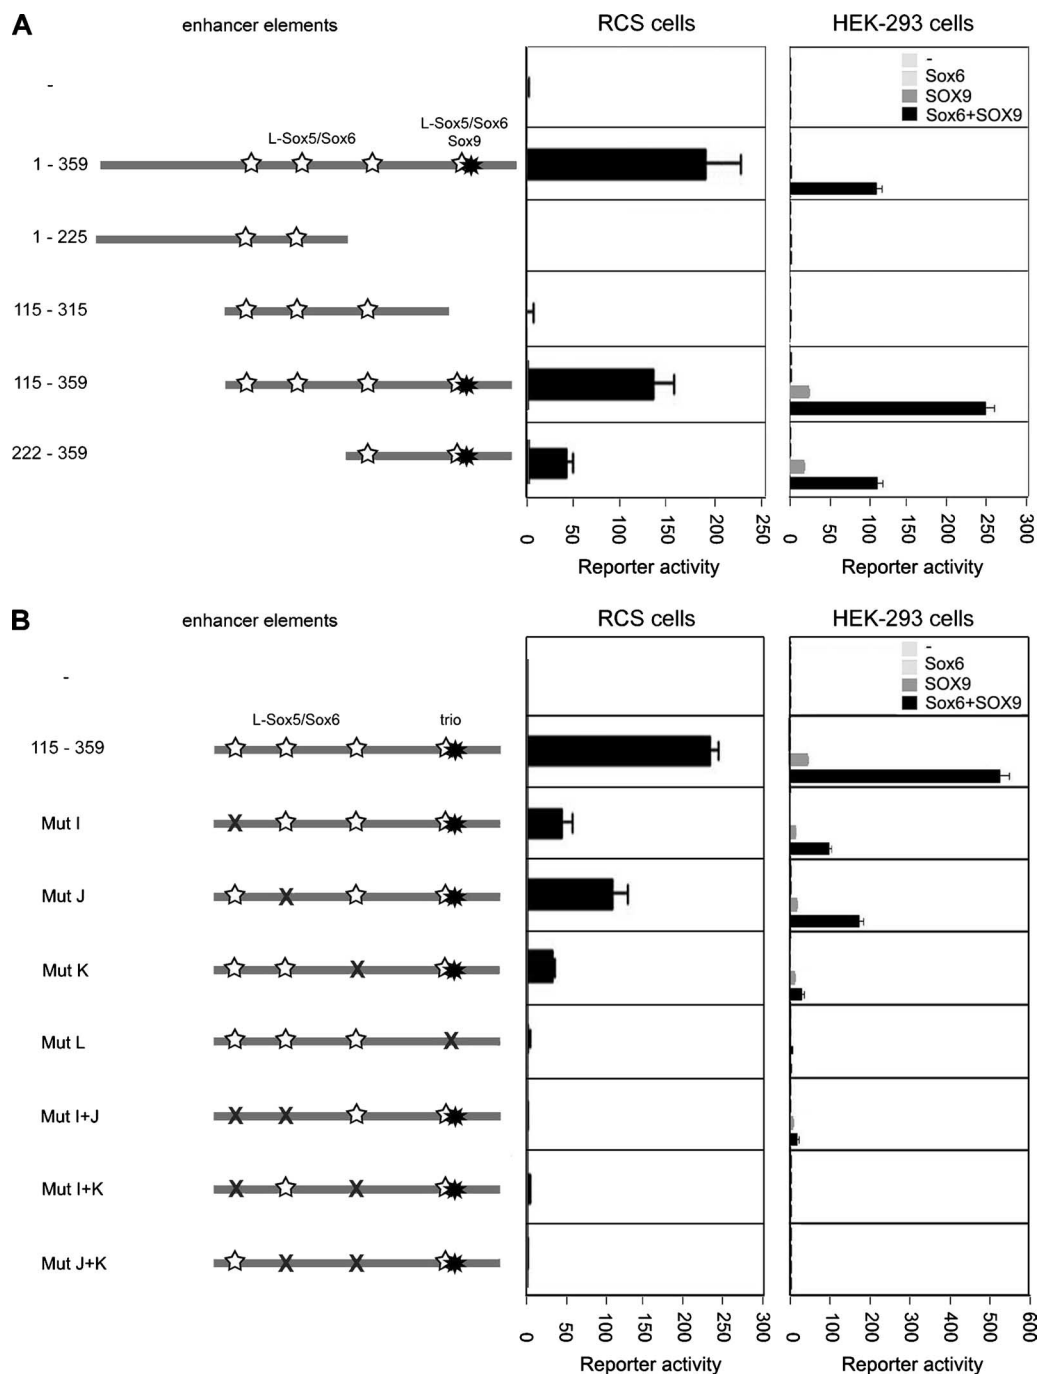 A
enhancer elements
RCS cells
HEK-293 cells
-
-
Sox6
SOX9
Sox6+SOX9
L-Sox5/Sox6
L-Sox5/Sox6
Sox9
1 - 359
1 - 225
115 - 315
115 - 359
222 - 359
0 50 100 150 200 250
Reporter activity
0 50 100 150 200 250 300
Reporter activity
B
enhancer elements
RCS cells
HEK-293 cells
-
-
Sox6
SOX9
Sox6+SOX9
L-Sox5/Sox6
trio
115 - 359
Mut I
X
Mut J
X
Mut K
X
Mut L
X
Mut I+J
X X
Mut I+K
X X
Mut J+K
X X
0 50 100 150 200 250 300
Reporter activity
0 100 200 300 400 500 600
Reporter activity